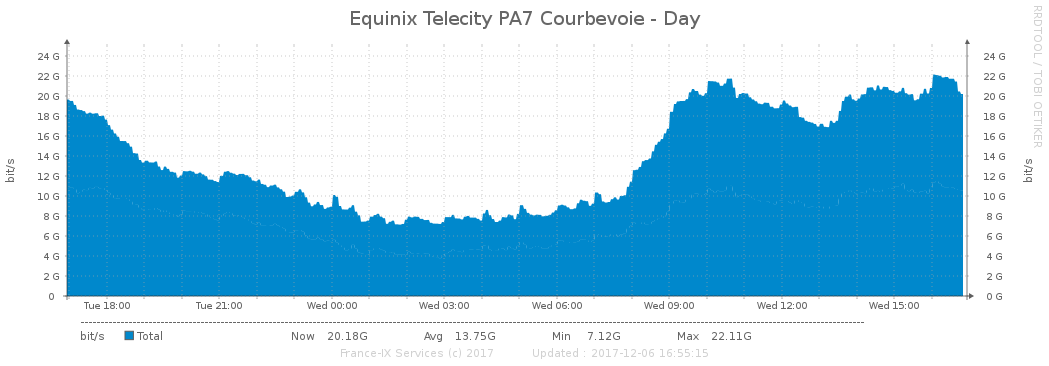 Equinix Telecity PA7 Courbevoie - Day
RRDTOOL / TOBI OETIKER
24 G 24 G
22 G 22 G
20 G 20 G
18 G 18 G
16 G 16 G
14 G 14 G
12 G 12 G
10 G 10 G
8 G 8 G
6 G 6 G
4 G 4 G
2 G 2 G
0 0 G
bit/s
bit/s
Tue 18:00 Tue 21:00 Wed 00:00 Wed 03:00 Wed 06:00 Wed 09:00 Wed 12:00 Wed 15:00
bit/s Total Now 20.18G Avg 13.75G Min 7.12G Max 22.11G
France-IX Services (c) 2017 Updated : 2017-12-06 16:55:15